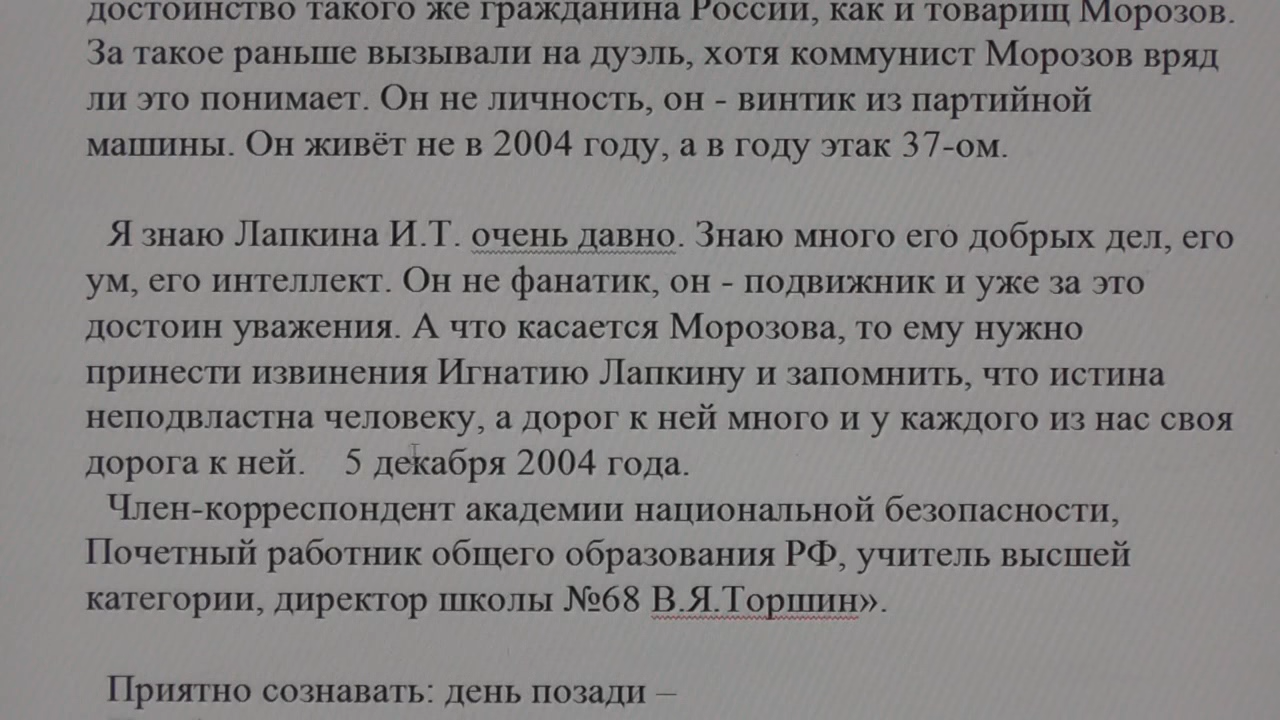 достоинство такого же гражданина России, как и товарищ Морозов.
За такое раньше вызывали на дуэль, хотя коммунист Морозов вряд
ли это понимает. Он не личность, он - винтик из партийной
машины. Он живёт не в 2004 году, а в году этак 37-ом.
Я знаю Лапкина И.Т. очень давно. Знаю много его добрых дел, его
ум, его интеллект. Он не фанатик, он - подвижник и уже за это
достоин уважения. А что касается Морозова, то ему нужно
принести извинения Игнатию Лапкину и запомнить, что истина
неподвластна человеку, а дорог к ней много и у каждого из нас своя
дорога к ней. 5 декабря 2004 года.
Член-корреспондент академии национальной безопасности,
Почетный работник общего образования РФ, учитель высшей
категории, директор школы №68 В.Я.Торшин».
Приятно сознавать: день позади –